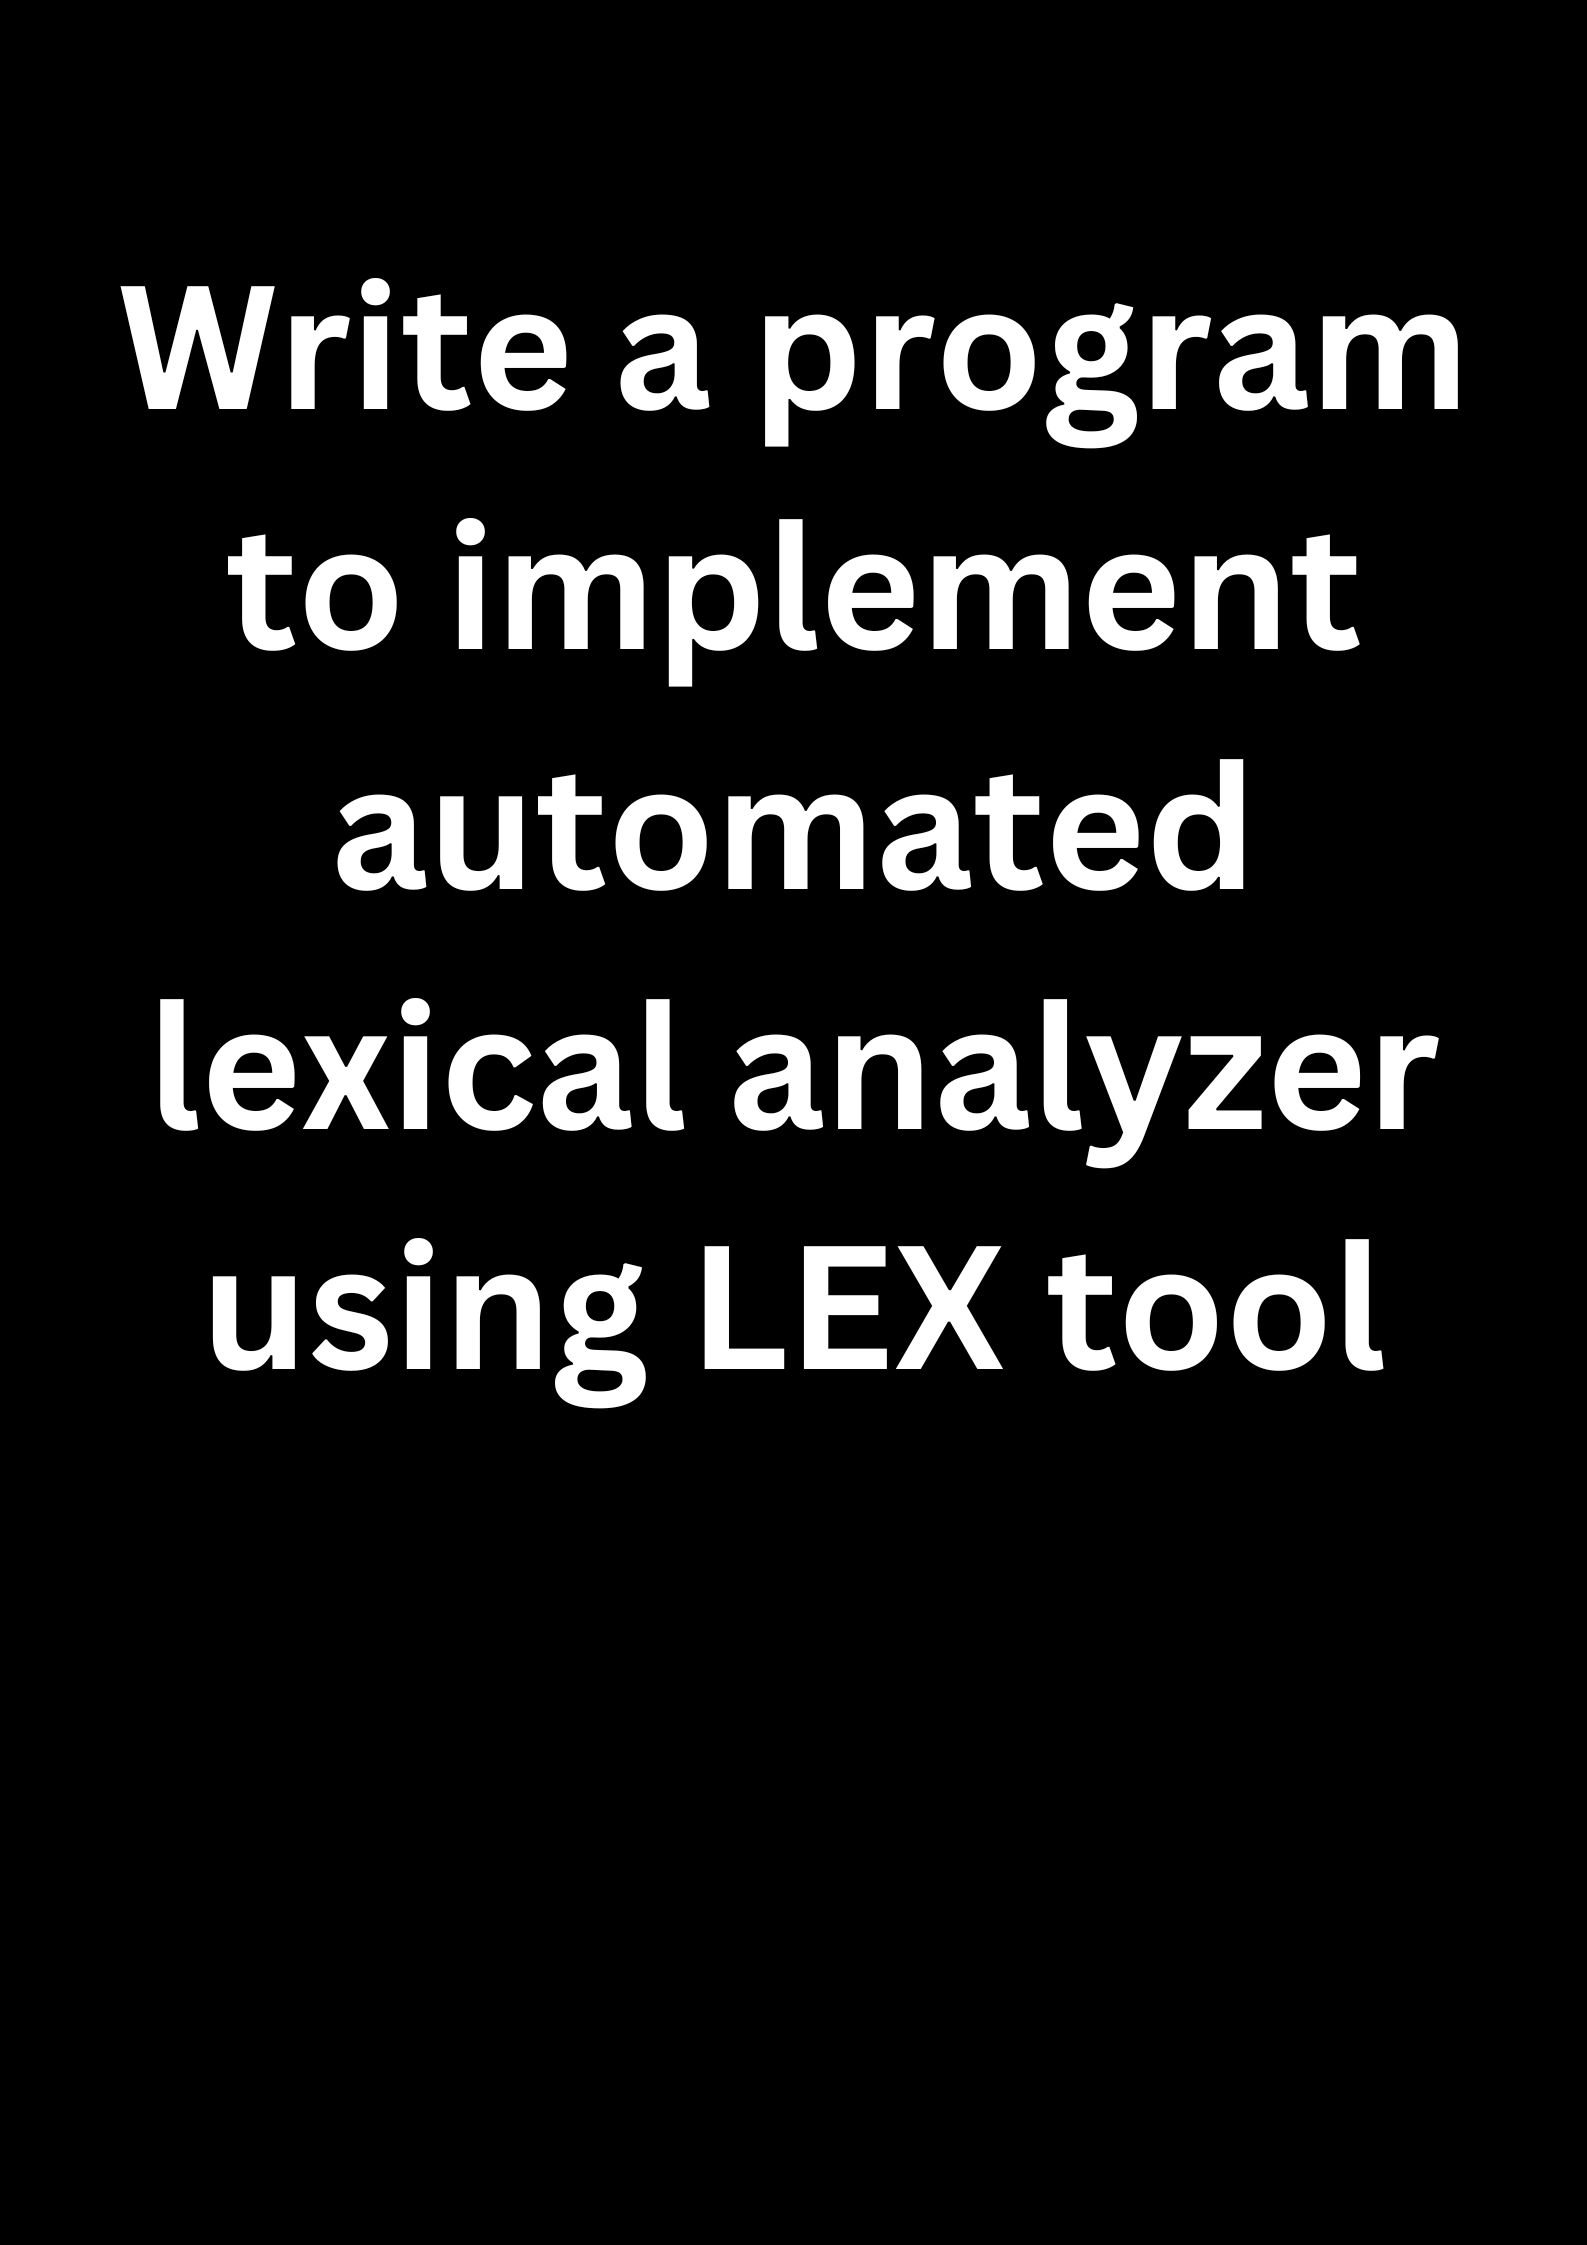 Write a program
to implement
automated
lexical analyzer
using LEX tool